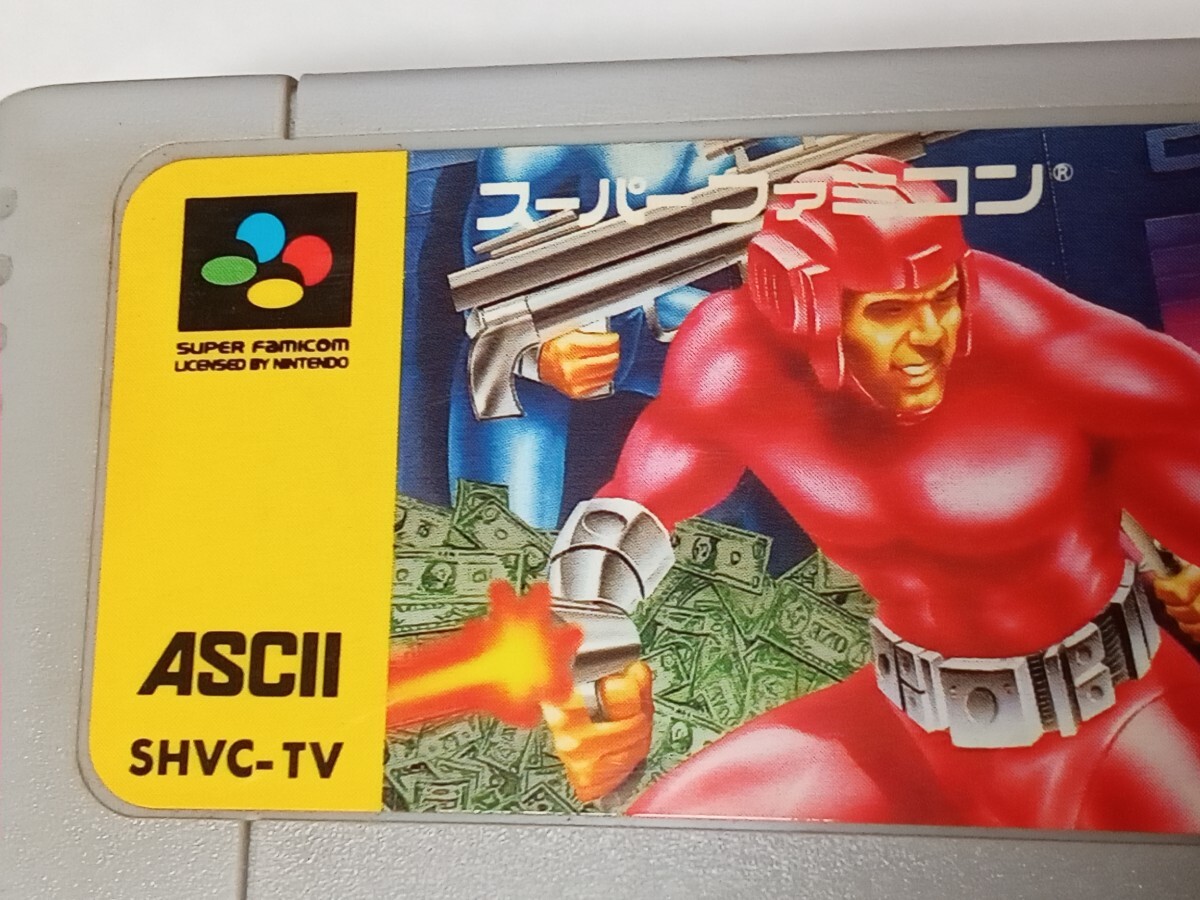 スーパーファミコン®
SUPER FAMICOM
LICENSED BY NINTENDO
ASCII
SHVC-TV